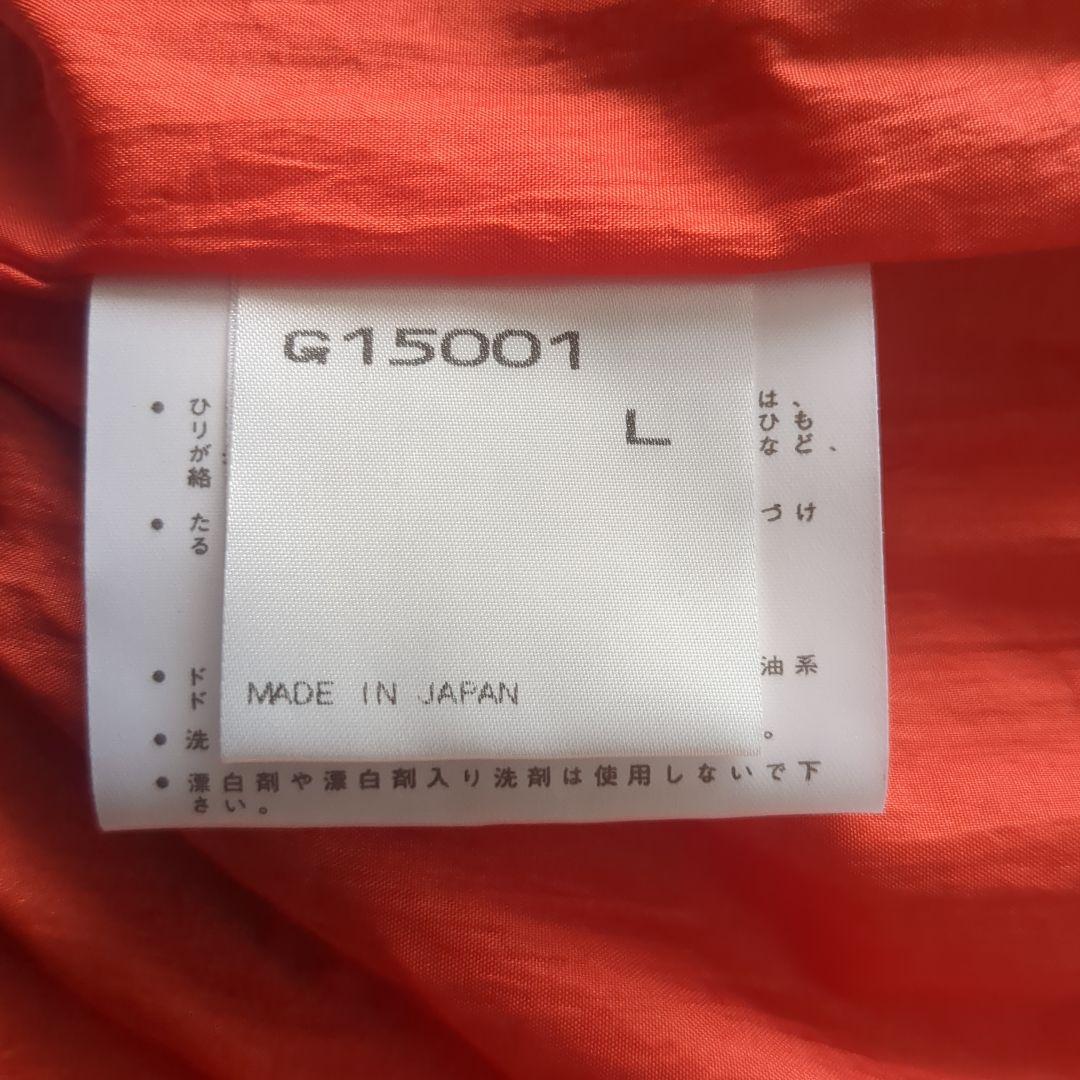 G15001
L
MADE IN JAPAN
• ひ は、
り ひも
が など、
絡
• た づけ
る
• ド 油系
ド
• 洗 。
• 漂白剤や漂白剤入り洗剤は使用しないで下
さい。